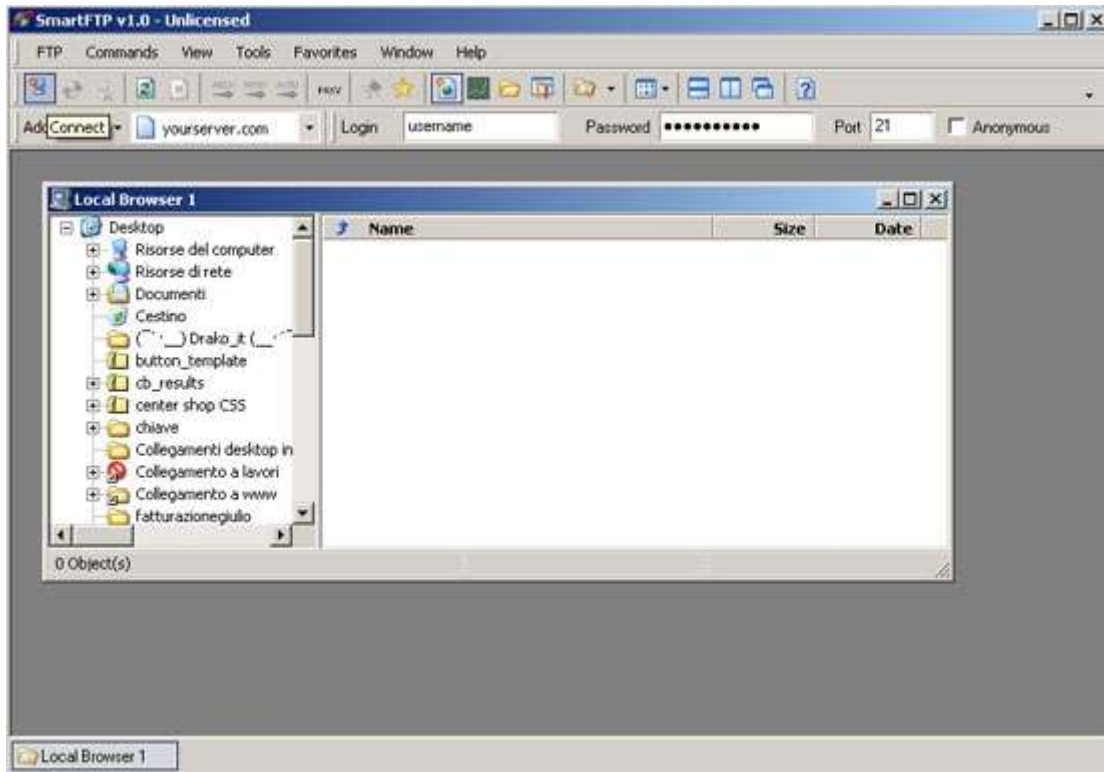 SmartFTP v1.0 - Unlicensed
FTP Commands View Tools Favorites Window Help
Connect yourserver.com Login username Password ●●●●●●●●●● Port 21 Anonymous
Local Browser 1
Desktop Name Size Date
Risorse del computer
Risorse di rete
Documenti
Cestino
Drako_it
button_template
cb_results
center shop CSS
chiave
Collegamenti desktop in
Collegamento a lavori
Collegamento a www
fatturazionegiulio
0 Object(s)
Local Browser 1